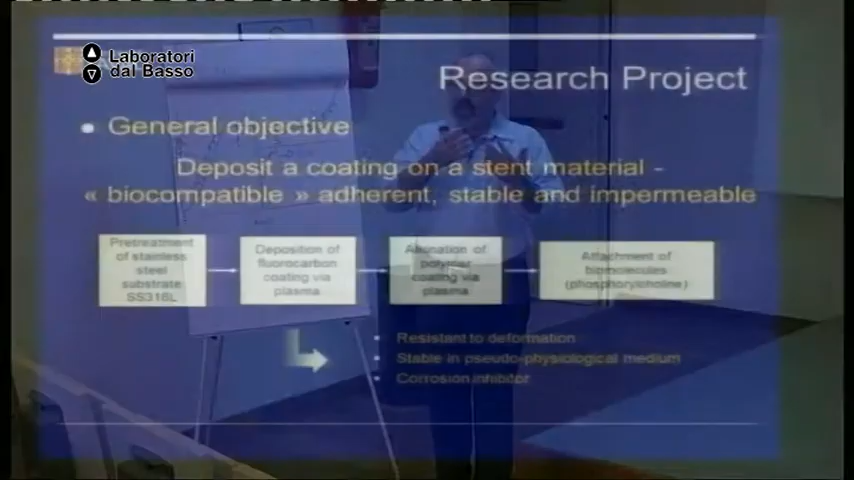 Laboratori
dal Basso
Research Project
General objective
Deposit a coating on a stent material -
« biocompatible » adherent, stable and impermeable
Pretreatment
of stainless
steel
substrate
SS316L
Deposition of
fluorocarbon
coating via
plasma
of
polymer
coating via
plasma
Attachment of
biomolecules
(phosphorylcholine)
Resistant to deformation
Stable in pseudo-physiological medium
Corrosion inhibitor